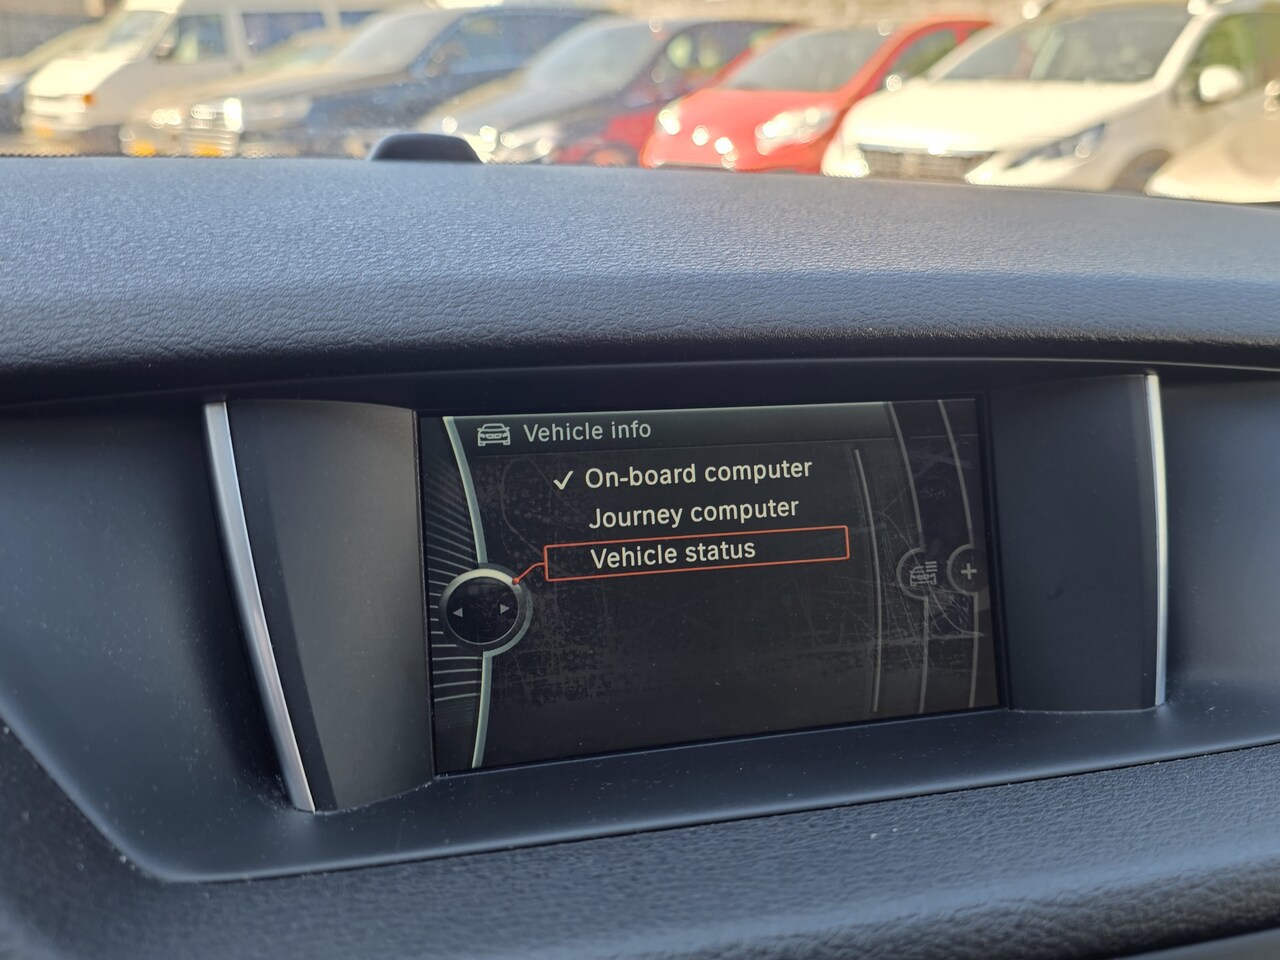 Vehicle info
✓ On-board computer
Journey computer
Vehicle status